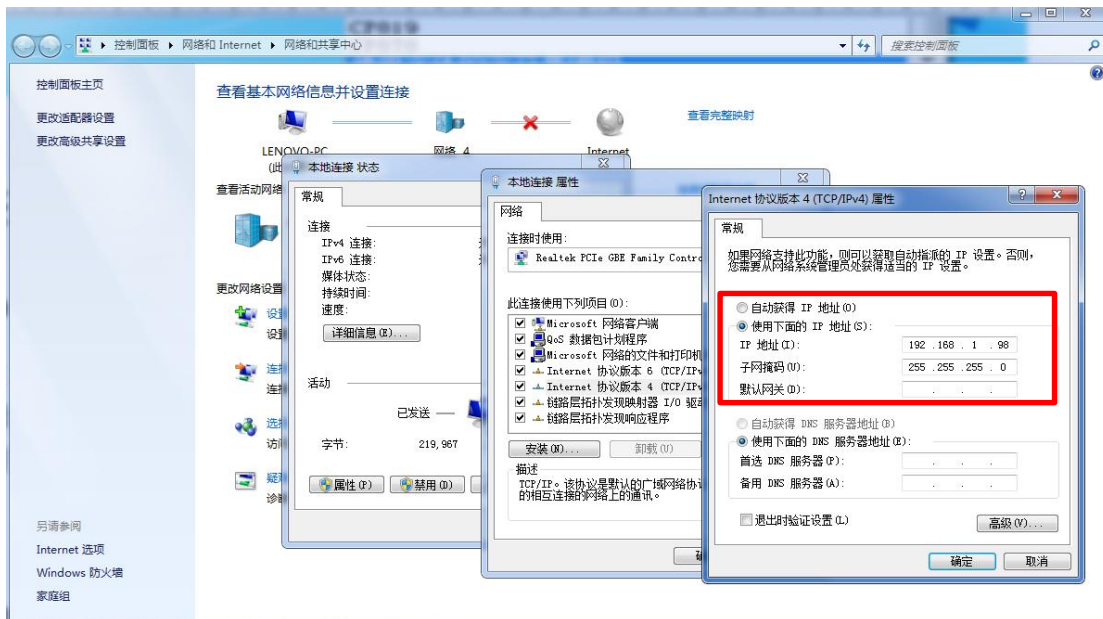 控制面板 ▸ 网络和 Internet ▸ 网络和共享中心
搜索控制面板
控制面板主页
更改适配器设置
更改高级共享设置
另请参阅
Internet 选项
Windows 防火墙
家庭组
查看基本网络信息并设置连接
查看完整映射
LENOVO-PC
网络 4
Internet
查看活动网络
更改网络设置
本地连接 状态
常规
连接
IPv4 连接:
IPv6 连接:
媒体状态:
持续时间:
速度:
详细信息(E)...
活动
已发送
字节: 219,967
属性(P)
禁用(D)
本地连接 属性
网络
连接时使用:
Realtek PCIe GBE Family Contro
此连接使用下列项目(O):
Microsoft 网络客户端
QoS 数据包计划程序
Microsoft 网络的文件和打印机
Internet 协议版本 6 (TCP/IPv
Internet 协议版本 4 (TCP/IPv
链路层拓扑发现映射器 I/O 驱动
链路层拓扑发现响应程序
安装(N)...
卸载(U)
描述
TCP/IP。该协议是默认的广域网络协议
的相互连接的网络上的通讯。
Internet 协议版本 4 (TCP/IPv4) 属性
常规
如果网络支持此功能，则可以获取自动指派的 IP 设置。否则，
您需要从网络系统管理员处获得适当的 IP 设置。
自动获得 IP 地址(O)
使用下面的 IP 地址(S):
IP 地址(I): 192 .168 . 1 . 98
子网掩码(U): 255 .255 .255 . 0
默认网关(D):
自动获得 DNS 服务器地址(B)
使用下面的 DNS 服务器地址(E):
首选 DNS 服务器(P):
备用 DNS 服务器(A):
退出时验证设置(L)
高级(V)...
确定
取消